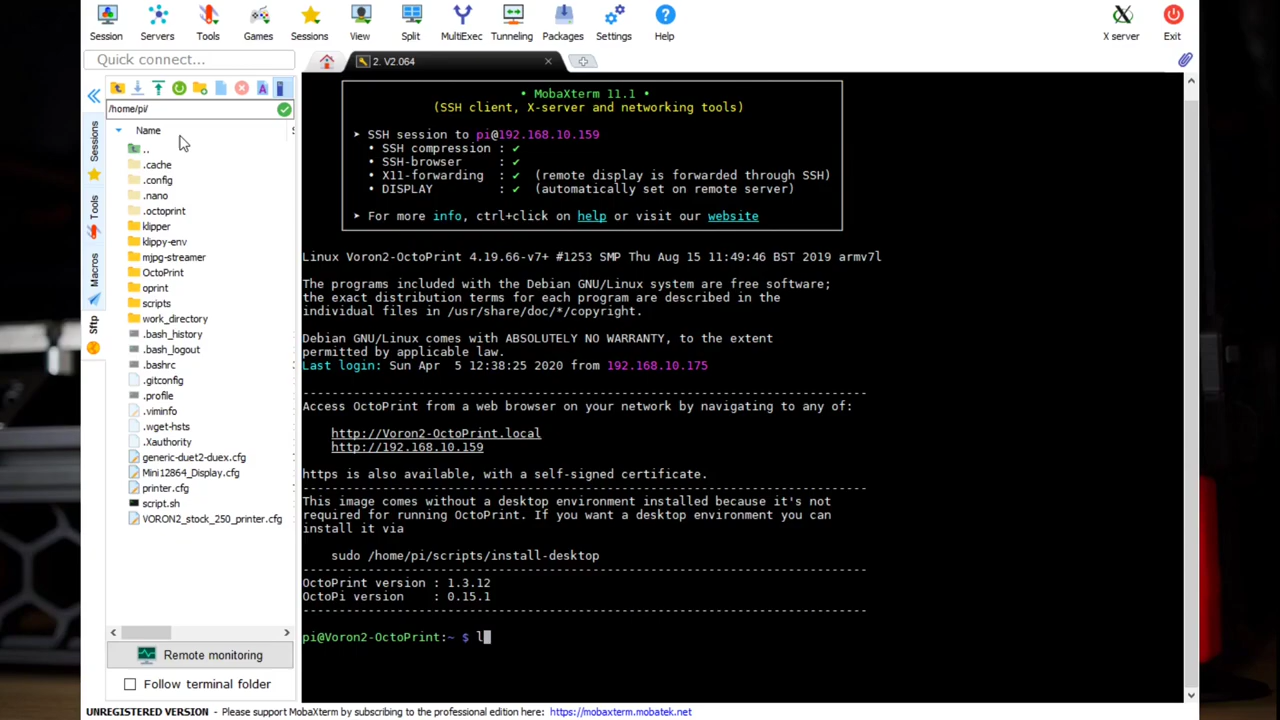 Session Servers Tools Games Sessions View Split MultiExec Tunneling Packages Settings Help X server Exit
Quick connect...
2. V2.064
/home/pi/
Name
..
.cache
.config
.nano
.octoprint
klipper
klippy-env
mjpg-streamer
OctoPrint
oprint
scripts
work_directory
.bash_history
.bash_logout
.bashrc
.gitconfig
.profile
.viminfo
.wget-hsts
.Xauthority
generic-duet2-duex.cfg
Mini12864_Display.cfg
printer.cfg
script.sh
VORON2_stock_250_printer.cfg
Sessions
Tools
Macros
Sftp
Remote monitoring
Follow terminal folder
• MobaXterm 11.1 •
(SSH client, X-server and networking tools)
➤ SSH session to pi@192.168.10.159
• SSH compression : ✔
• SSH-browser : ✔
• X11-forwarding : ✔ (remote display is forwarded through SSH)
• DISPLAY : ✔ (automatically set on remote server)
➤ For more info, ctrl+click on help or visit our website
Linux Voron2-OctoPrint 4.19.66-v7+ #1253 SMP Thu Aug 15 11:49:46 BST 2019 armv7l
The programs included with the Debian GNU/Linux system are free software;
the exact distribution terms for each program are described in the
individual files in /usr/share/doc/*/copyright.
Debian GNU/Linux comes with ABSOLUTELY NO WARRANTY, to the extent
permitted by applicable law.
Last login: Sun Apr 5 12:38:25 2020 from 192.168.10.175
------------------------------------------------------------------------------
Access OctoPrint from a web browser on your network by navigating to any of:
http://Voron2-OctoPrint.local
http://192.168.10.159
https is also available, with a self-signed certificate.
------------------------------------------------------------------------------
This image comes without a desktop environment installed because it's not
required for running OctoPrint. If you want a desktop environment you can
install it via
sudo /home/pi/scripts/install-desktop
------------------------------------------------------------------------------
OctoPrint version : 1.3.12
OctoPi version : 0.15.1
------------------------------------------------------------------------------
pi@Voron2-OctoPrint:~ $ l
UNREGISTERED VERSION - Please support MobaXterm by subscribing to the professional edition here: https://mobaxterm.mobatek.net